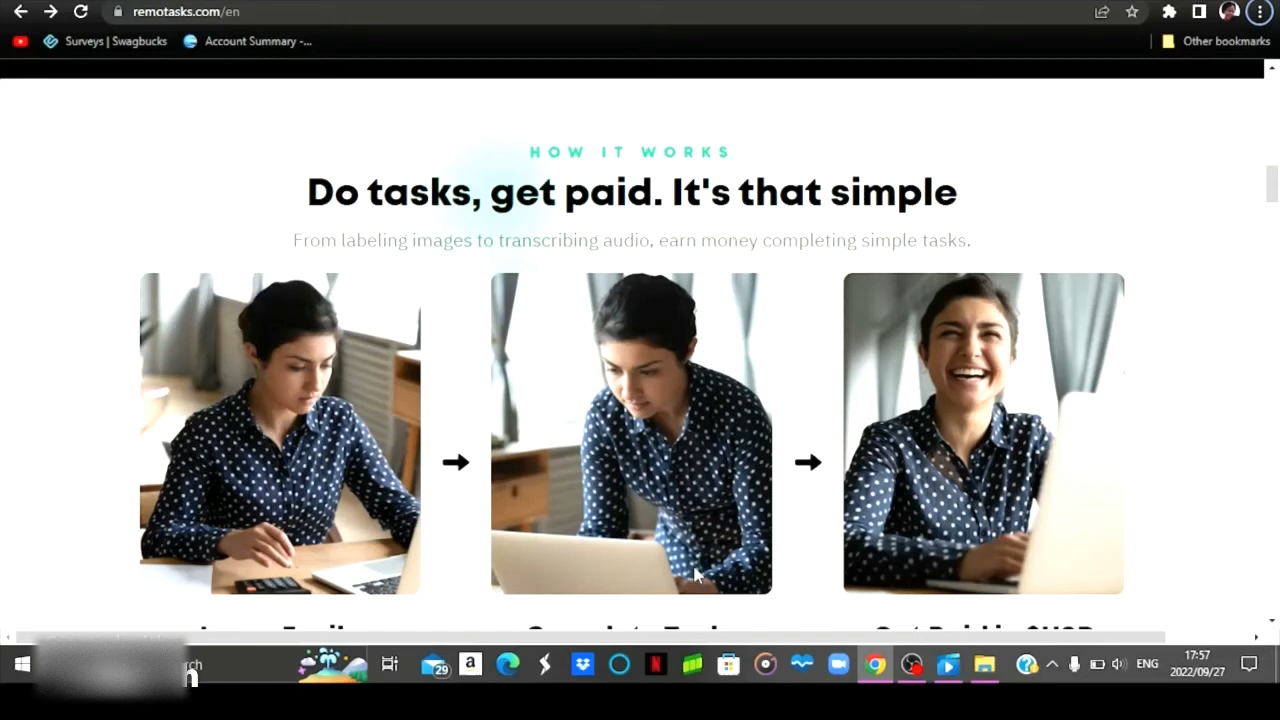 remotasks.com/en
Surveys | Swagbucks
Account Summary -...
Other bookmarks
HOW IT WORKS
Do tasks, get paid. It's that simple
From labeling images to transcribing audio, earn money completing simple tasks.
29
ENG
17:57
2022/09/27